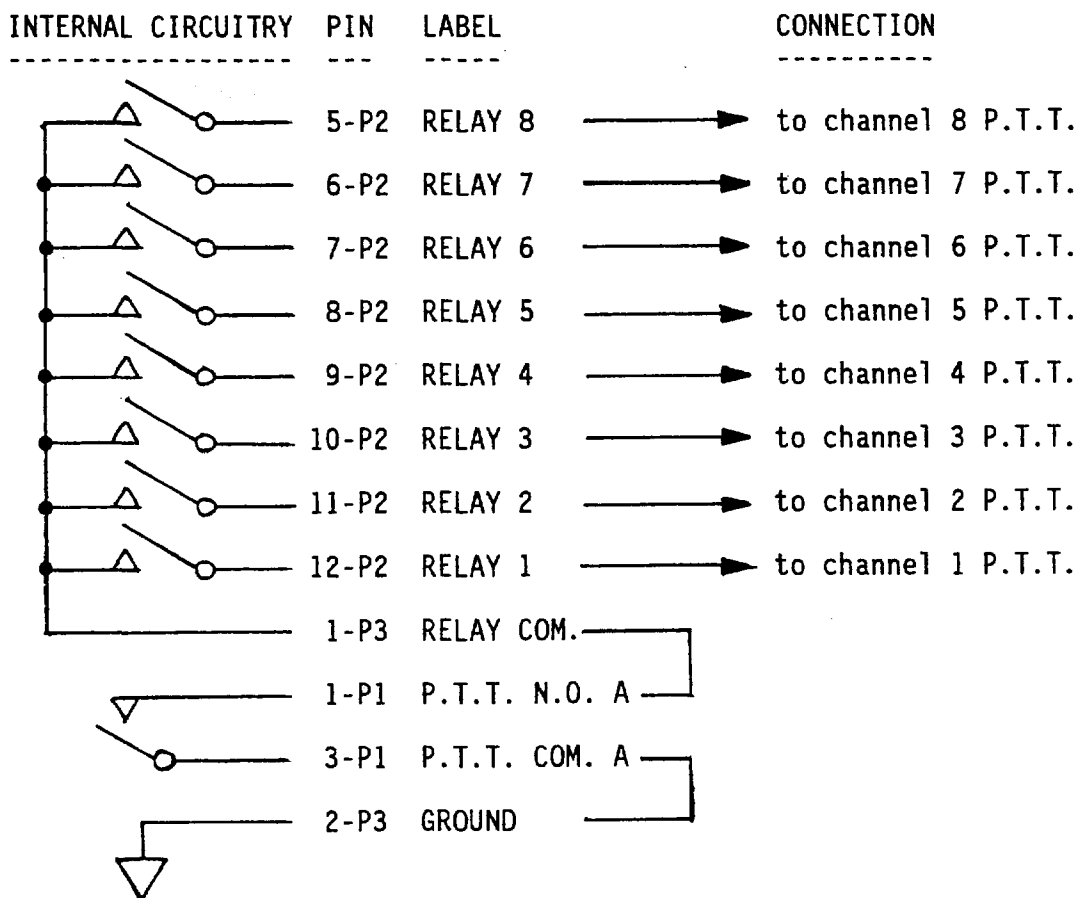 INTERNAL CIRCUITRY PIN LABEL CONNECTION
5-P2 RELAY 8 to channel 8 P.T.T.
6-P2 RELAY 7 to channel 7 P.T.T.
7-P2 RELAY 6 to channel 6 P.T.T.
8-P2 RELAY 5 to channel 5 P.T.T.
9-P2 RELAY 4 to channel 4 P.T.T.
10-P2 RELAY 3 to channel 3 P.T.T.
11-P2 RELAY 2 to channel 2 P.T.T.
12-P2 RELAY 1 to channel 1 P.T.T.
1-P3 RELAY COM.
1-P1 P.T.T. N.O. A
3-P1 P.T.T. COM. A
2-P3 GROUND